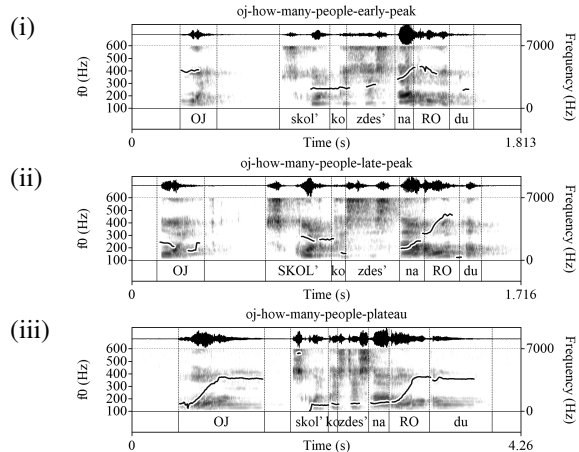 (i)
oj-how-many-people-early-peak
f0 (Hz)
600
500
400
300
200
100
7000
0
Frequency (Hz)
OJ skol’ ko zdes’ na RO du
0 Time (s) 1.813
(ii)
oj-how-many-people-late-peak
f0 (Hz)
600
500
400
300
200
100
7000
0
Frequency (Hz)
OJ SKOL’ ko zdes’ na RO du
0 Time (s) 1.716
(iii)
oj-how-many-people-plateau
f0 (Hz)
600
500
400
300
200
100
7000
0
Frequency (Hz)
OJ skol’ ko zdes’ na RO du
0 Time (s) 4.26